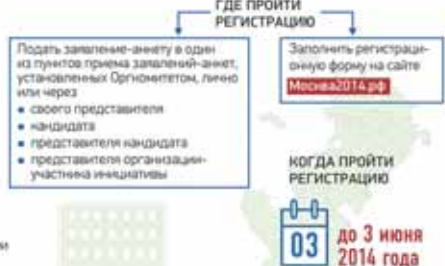 ГДЕ ПРОЙТИ
РЕГИСТРАЦИЮ
Подать заявление-анкету в один
из пунктов приема заявлений-анкет,
установленных Оргкомитетом, лично
или через
• своего представителя
• кандидата
• представителя кандидата
• представителя организации-
участника инициативы
Заполнить регистраци-
онную форму на сайте
Москва2014.рф
КОГДА ПРОЙТИ
РЕГИСТРАЦИЮ
03
до 3 июня
2014 года
и